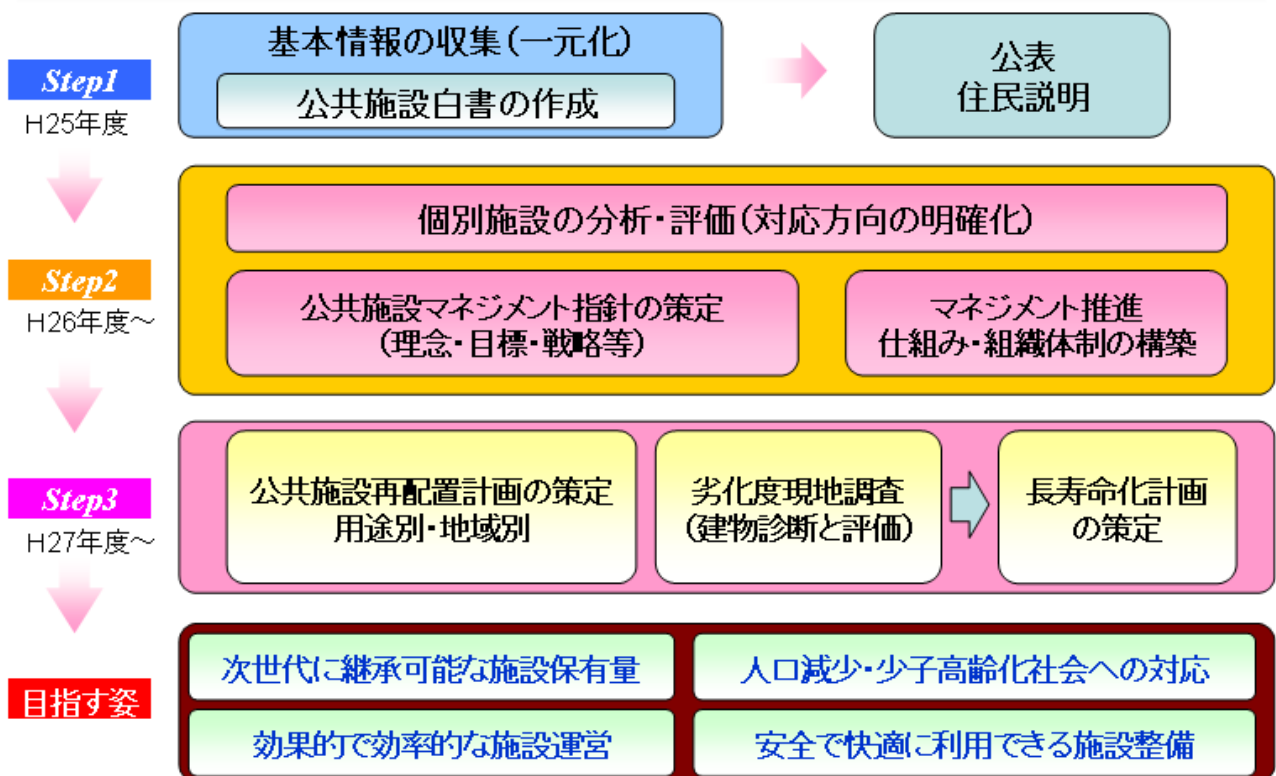 Step1
H25年度
基本情報の収集(一元化)
公共施設白書の作成
公表
住民説明
Step2
H26年度～
個別施設の分析・評価(対応方向の明確化)
公共施設マネジメント指針の策定
(理念・目標・戦略等)
マネジメント推進
仕組み・組織体制の構築
Step3
H27年度～
公共施設再配置計画の策定
用途別・地域別
劣化度現地調査
(建物診断と評価)
長寿命化計画
の策定
目指す姿
次世代に継承可能な施設保有量
人口減少・少子高齢化社会への対応
効果的で効率的な施設運営
安全で快適に利用できる施設整備